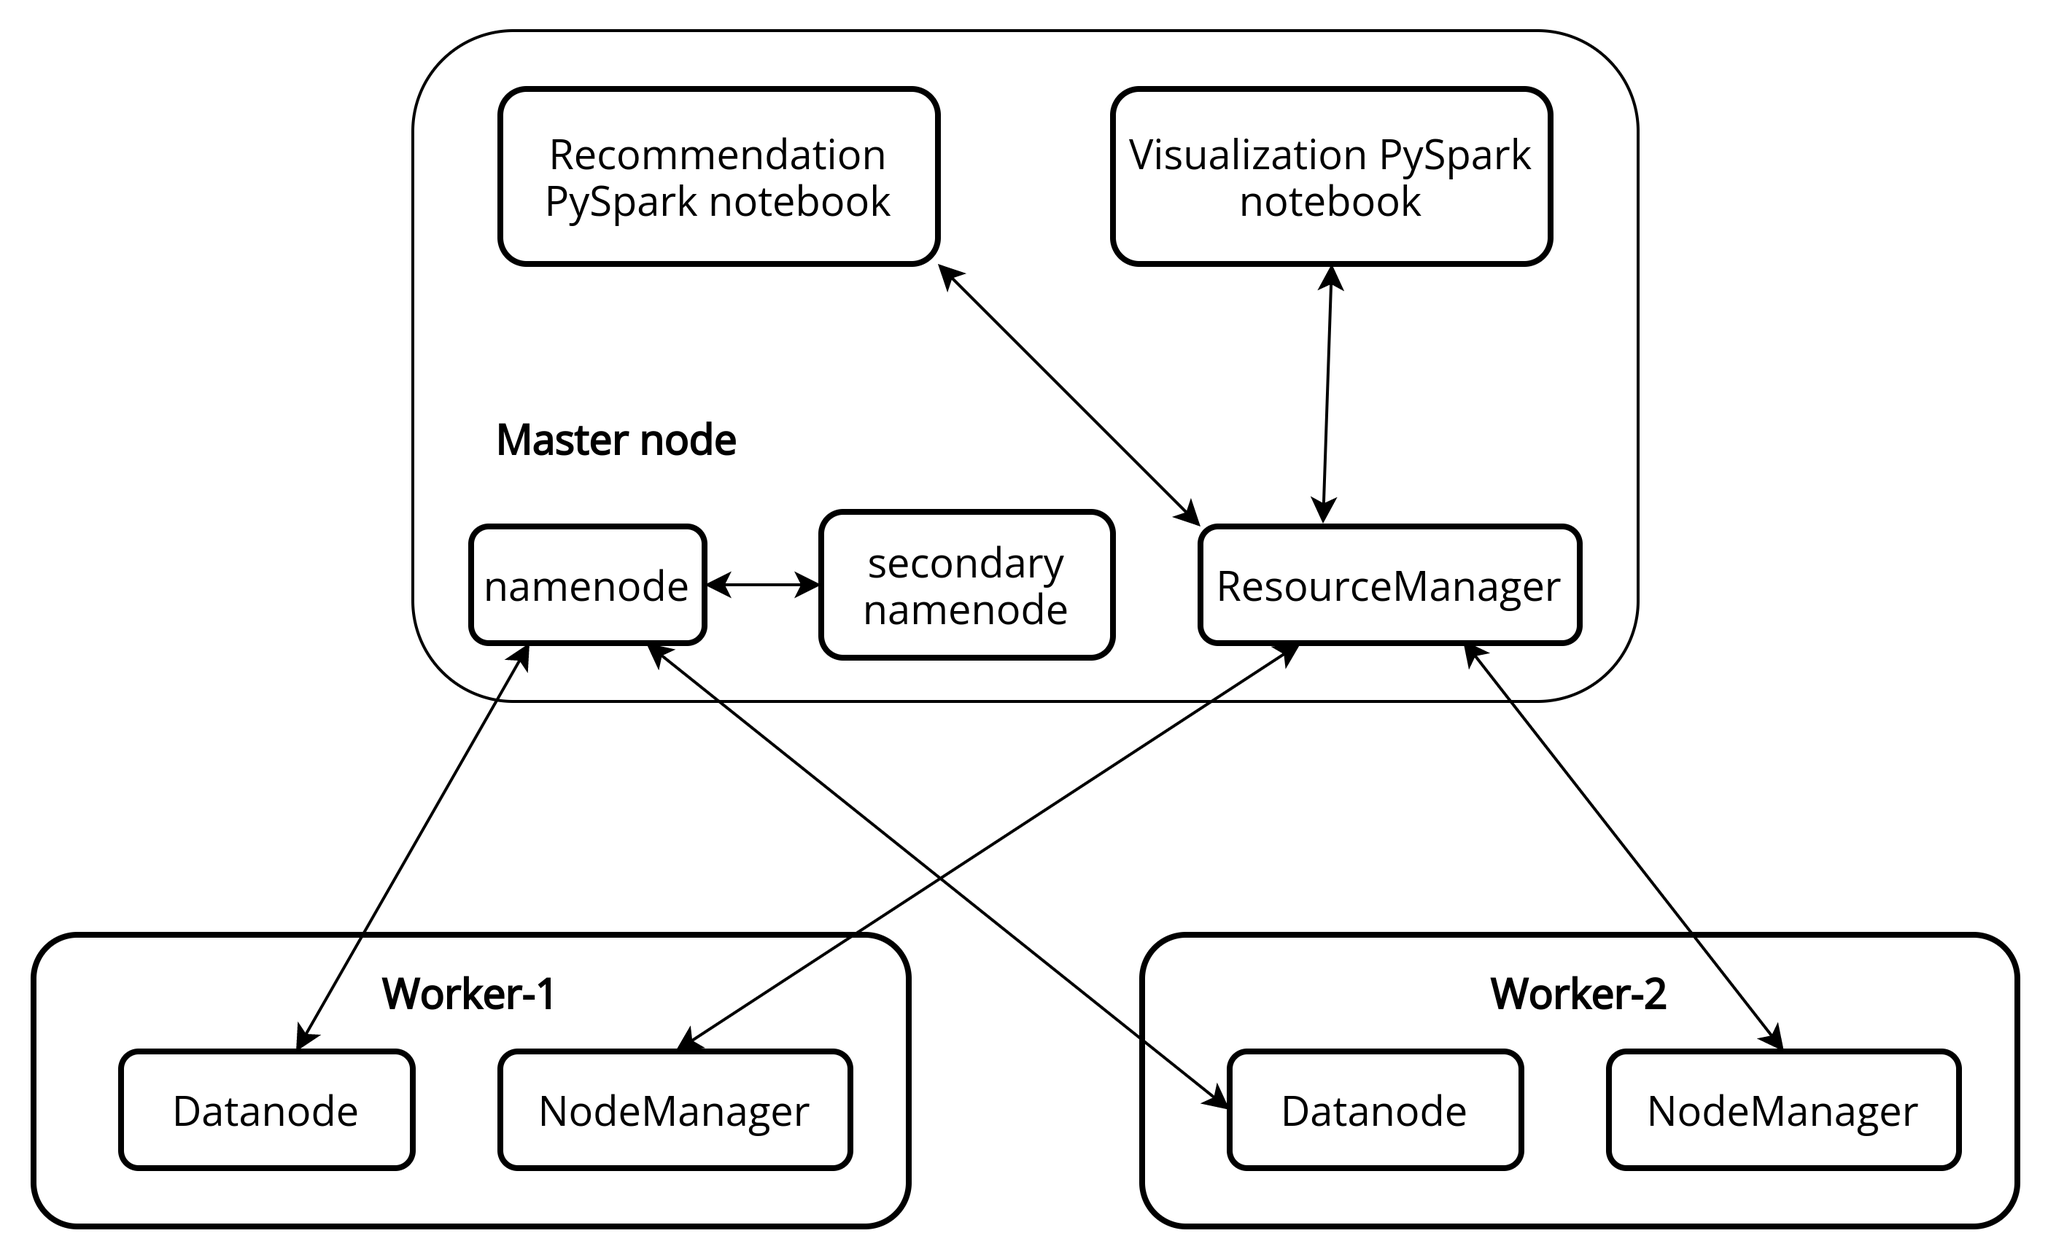 Recommendation
PySpark notebook
Visualization PySpark
notebook
Master node
namenode
secondary
namenode
ResourceManager
Worker-1
Datanode
NodeManager
Worker-2
Datanode
NodeManager